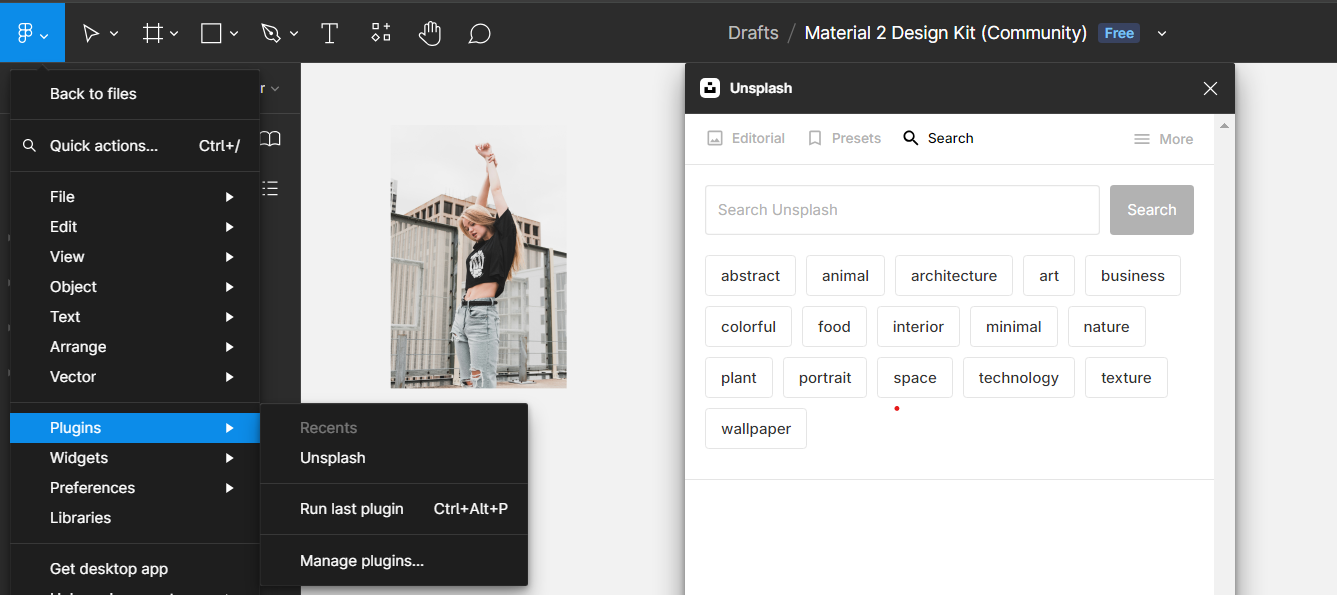 Drafts / Material 2 Design Kit (Community) Free
Back to files
Quick actions... Ctrl+/
File
Edit
View
Object
Text
Arrange
Vector
Plugins
Widgets
Preferences
Libraries
Get desktop app
Recents
Unsplash
Run last plugin Ctrl+Alt+P
Manage plugins...
Unsplash
Editorial Presets Search More
Search Unsplash Search
abstract animal architecture art business
colorful food interior minimal nature
plant portrait space technology texture
wallpaper